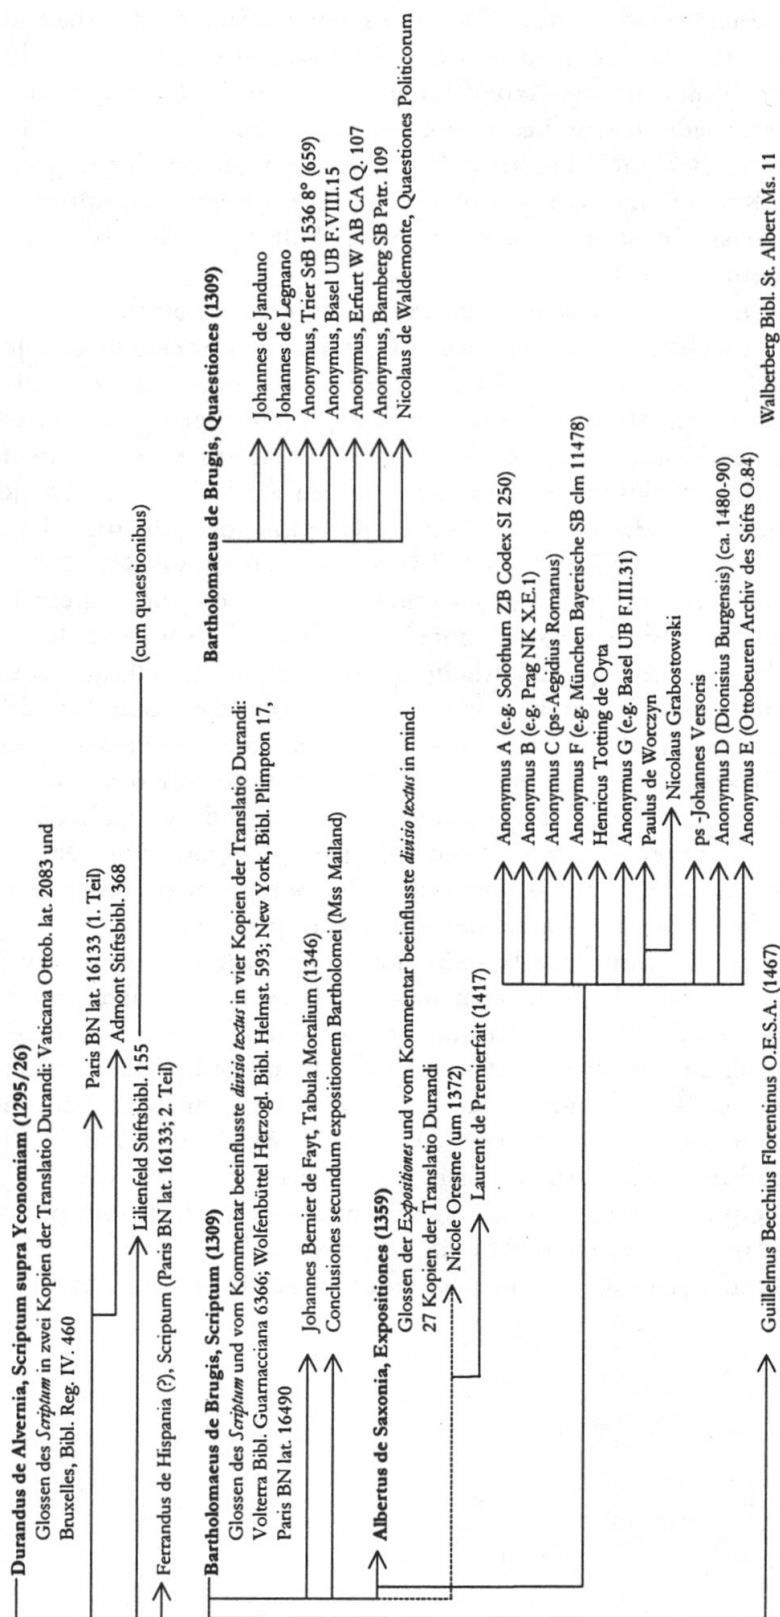 Durandus de Alvernia, Scriptum supra Yconomiam (1295/26)
Glossen des Scriptum in zwei Kopien der Translatio Durandi: Vaticana Ottob. lat. 2083 und
Bruxelles, Bibl. Reg. IV. 460
Paris BN lat. 16133 (1. Teil)
Admont Stiftsbibl. 368
Lilienfeld Stiftsbibl. 155
(cum quaestionibus)
Ferrandus de Hispania (?), Scriptum (Paris BN lat. 16133; 2. Teil)
Bartholomaeus de Brugis, Scriptum (1309)
Glossen des Scriptum und vom Kommentar beeinflusste divisio textus in vier Kopien der Translatio Durandi:
Volterra Bibl. Guarnacciana 6366; Wolfenbüttel Herzogl. Bibl. Helmst. 593; New York, Bibl. Plimpton 17,
Paris BN lat. 16490
Bartholomaeus de Brugis, Quaestiones (1309)
Johannes de Janduno
Johannes de Legnano
Anonymus, Trier StB 1536 8° (659)
Anonymus, Basel UB F.VIII.15
Anonymus, Erfurt W AB CA Q. 107
Anonymus, Bamberg SB Patr. 109
Nicolaus de Waldemonte, Quaestiones Politicorum
Johannes Bernier de Fayt, Tabula Moralium (1346)
Conclusiones secundum expositionem Bartholomei (Mss Mailand)
Albertus de Saxonia, Expositiones (1359)
Glossen der Expositiones und vom Kommentar beeinflusste divisio textus in mind.
27 Kopien der Translatio Durandi
Nicole Oresme (um 1372)
Laurent de Premierfait (1417)
Anonymus A (e.g. Solothurn ZB Codex SI 250)
Anonymus B (e.g. Prag NK X.E.1)
Anonymus C (ps-Aegidius Romanus)
Anonymus F (e.g. München Bayerische SB clm 11478)
Henricus Totting de Oyta
Anonymus G (e.g. Basel UB F.III.31)
Paulus de Worczyn
Nicolaus Grabostowski
ps -Johannes Versoris
Anonymus D (Dionisius Burgensis) (ca. 1480-90)
Anonymus E (Ottobeuren Archiv des Stifts O.84)
Guillelmus Becchius Florentinus O.E.S.A. (1467)
Walberberg Bibl. St. Albert Ms. 11